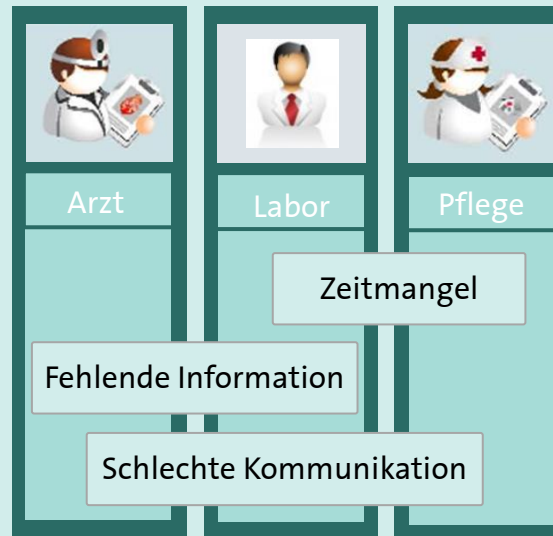 Arzt
Labor
Pflege
Zeitmangel
Fehlende Information
Schlechte Kommunikation